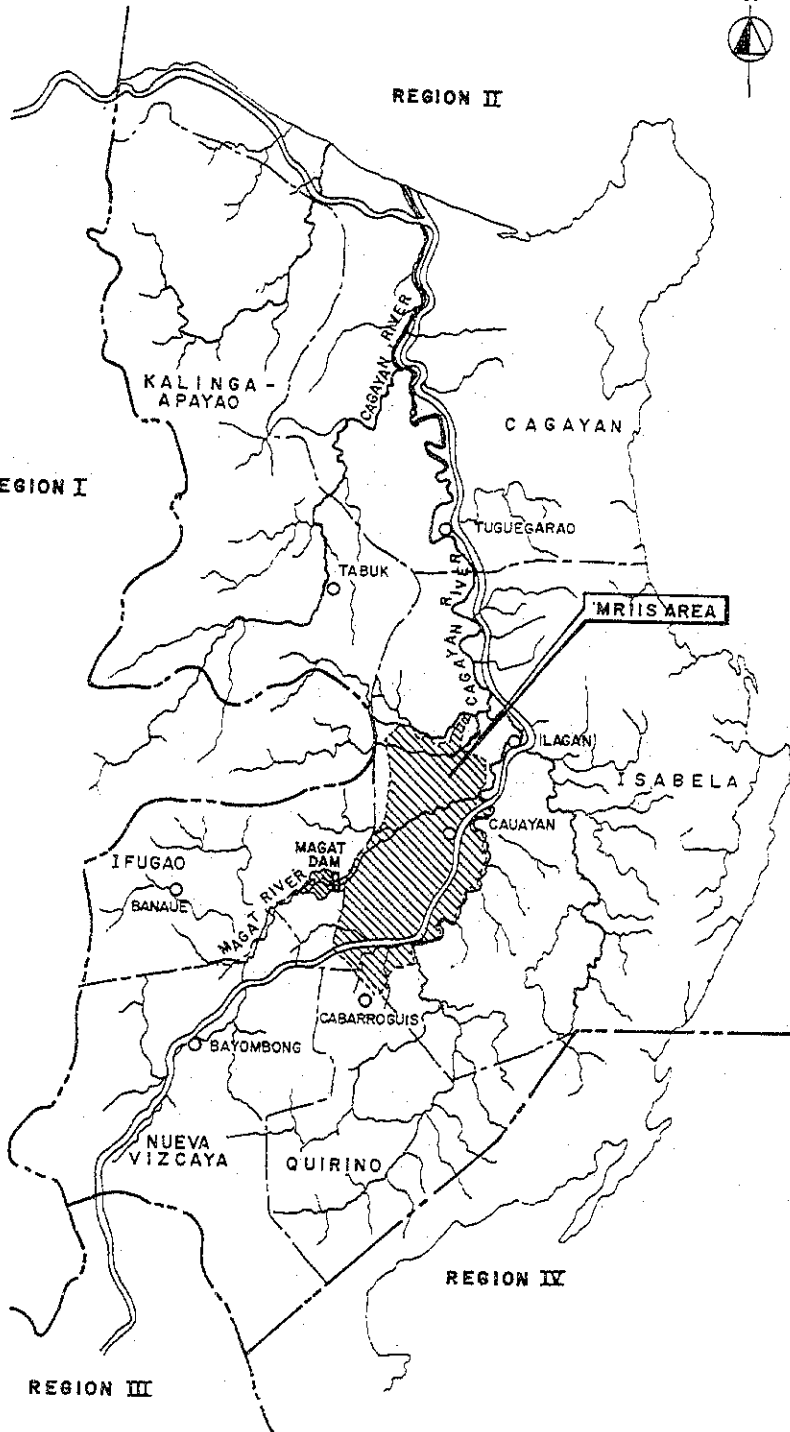 REGION II
KALINGA-
APAYAO
CAGAYAN RIVER
CAGAYAN
EGION I
TUGUEGARAO
TABUK
CAGAYAN RIVER
MRIIS AREA
ILAGAN
ISABELA
CAUAYAN
IFUGAO
MAGAT
DAM
BANAUE
MAGAT RIVER
CABARROGUIS
BAYOMBONG
NUEVA
VIZCAYA
QUIRINO
REGION IV
REGION III